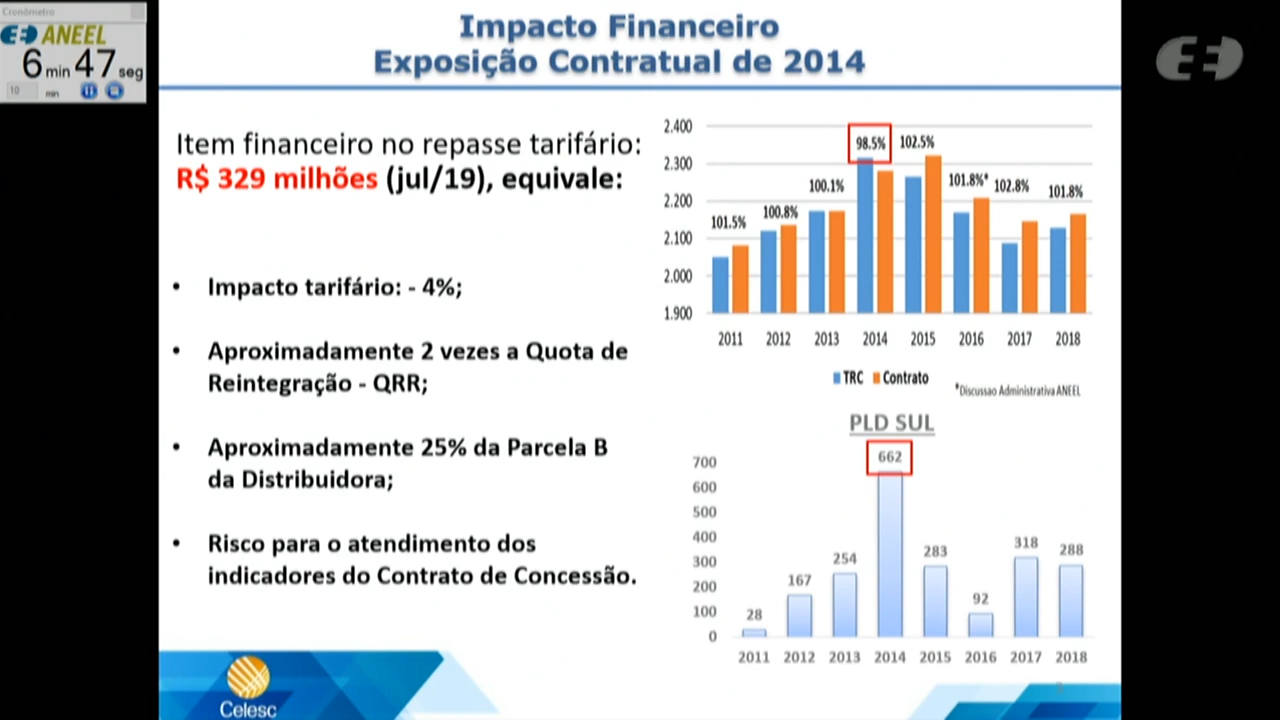 Cronômetro
ANEEL
6 min 47 seg
10 min
Impacto Financeiro
Exposição Contratual de 2014
Item financeiro no repasse tarifário:
R$ 329 milhões (jul/19), equivale:
• Impacto tarifário: - 4%;
• Aproximadamente 2 vezes a Quota de
Reintegração - QRR;
• Aproximadamente 25% da Parcela B
da Distribuidora;
• Risco para o atendimento dos
indicadores do Contrato de Concessão.
2.400
2.300
2.200
2.100
2.000
1.900
101.5%
100.8%
100.1%
98.5%
102.5%
101.8%*
102.8%
101.8%
2011 2012 2013 2014 2015 2016 2017 2018
TRC Contrato
*Discussao Administrativa ANEEL
PLD SUL
700
600
500
400
300
200
100
0
28
167
254
662
283
92
318
288
2011 2012 2013 2014 2015 2016 2017 2018
Celesc